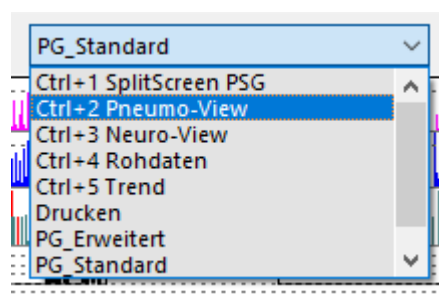 PG_Standard
Ctrl+1 SplitScreen PSG
Ctrl+2 Pneumo-View
Ctrl+3 Neuro-View
Ctrl+4 Rohdaten
Ctrl+5 Trend
Drucken
PG_Erweitert
PG_Standard